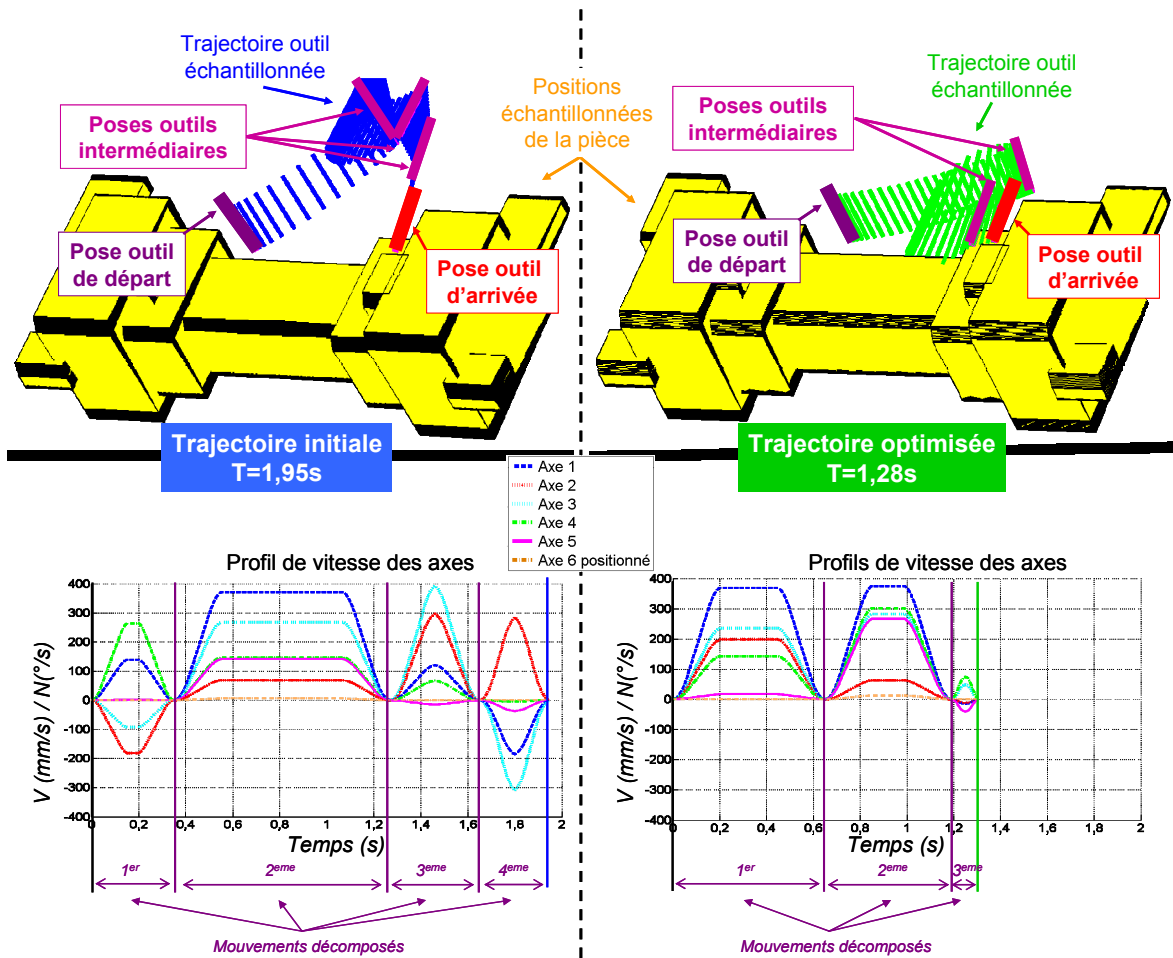 Trajectoire outil
échantillonnée
Poses outils
intermédiaires
Pose outil
de départ
Pose outil
d'arrivée
Positions
échantillonnées
de la pièce
Trajectoire outil
échantillonnée
Poses outils
intermédiaires
Pose outil
de départ
Pose outil
d'arrivée
Trajectoire initiale
T=1,95s
Trajectoire optimisée
T=1,28s
Axe 1
Axe 2
Axe 3
Axe 4
Axe 5
Axe 6 positionné
Profil de vitesse des axes
V (mm/s) / N(°/s)
400
300
200
100
0
-100
-200
-300
-400
0 0,2 0,4 0,6 0,8 1 1,2 1,4 1,6 1,8 2
Temps (s)
1er 2eme 3eme 4eme
Mouvements décomposés
Profils de vitesse des axes
V (mm/s) / N(°/s)
400
300
200
100
0
-100
-200
-300
-400
0 0,2 0,4 0,6 0,8 1 1,2 1,4 1,6 1,8 2
Temps (s)
1er 2eme 3eme
Mouvements décomposés